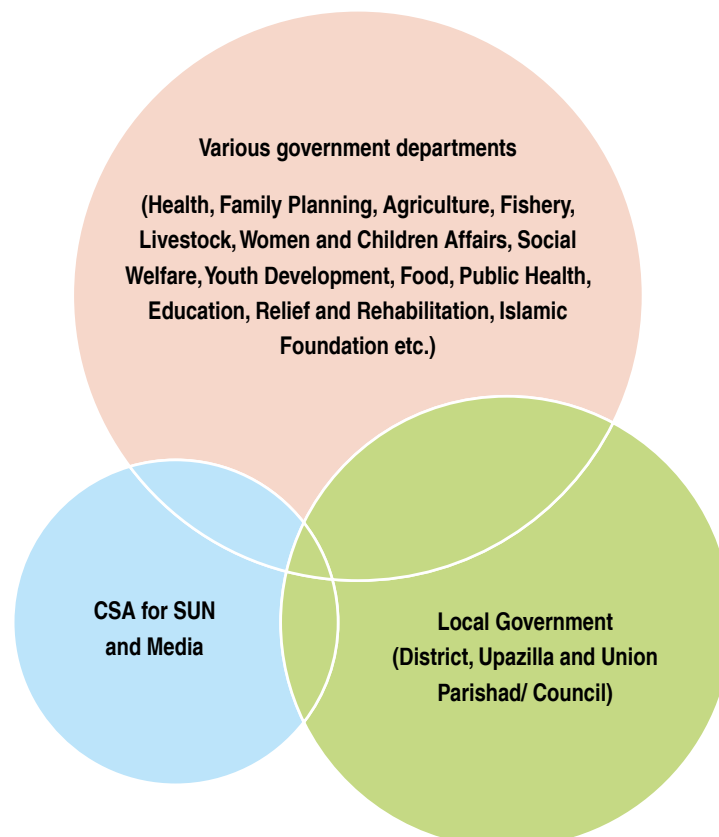 Various government departments
(Health, Family Planning, Agriculture, Fishery,
Livestock, Women and Children Affairs, Social
Welfare, Youth Development, Food, Public Health,
Education, Relief and Rehabilitation, Islamic
Foundation etc.)
CSA for SUN
and Media
Local Government
(District, Upazilla and Union
Parishad/ Council)